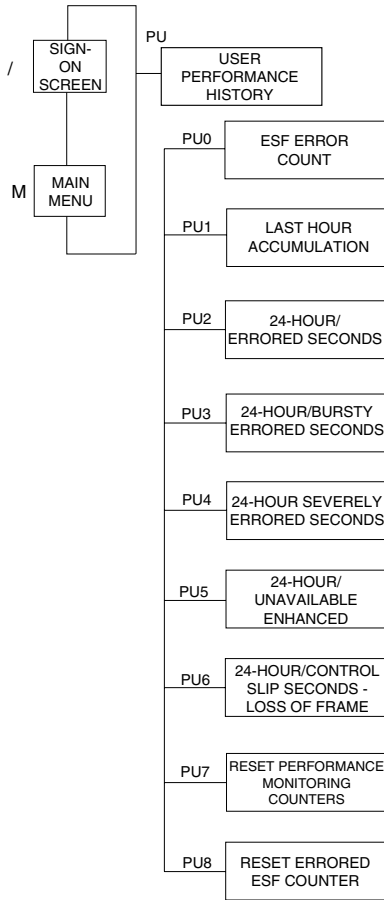 /
SIGN-
ON
SCREEN
PU
USER
PERFORMANCE
HISTORY
M
MAIN
MENU
PU0
ESF ERROR
COUNT
PU1
LAST HOUR
ACCUMULATION
PU2
24-HOUR/
ERRORED SECONDS
PU3
24-HOUR/BURSTY
ERRORED SECONDS
PU4
24-HOUR SEVERELY
ERRORED SECONDS
PU5
24-HOUR/
UNAVAILABLE
ENHANCED
PU6
24-HOUR/CONTROL
SLIP SECONDS -
LOSS OF FRAME
PU7
RESET PERFORMANCE
MONITORING
COUNTERS
PU8
RESET ERRORED
ESF COUNTER